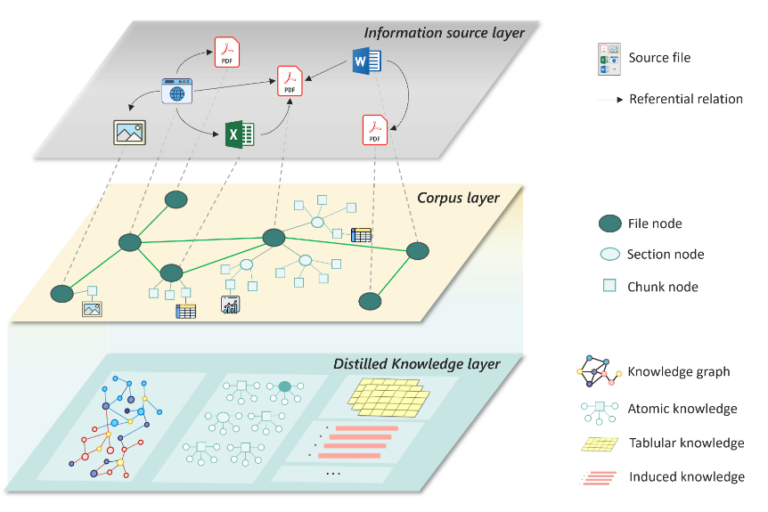 Information source layer
PDF
PDF
W
X
PDF
Source file
Referential relation
Corpus layer
File node
Section node
Chunk node
Distilled Knowledge layer
...
Knowledge graph
Atomic knowledge
Tablular knowledge
Induced knowledge